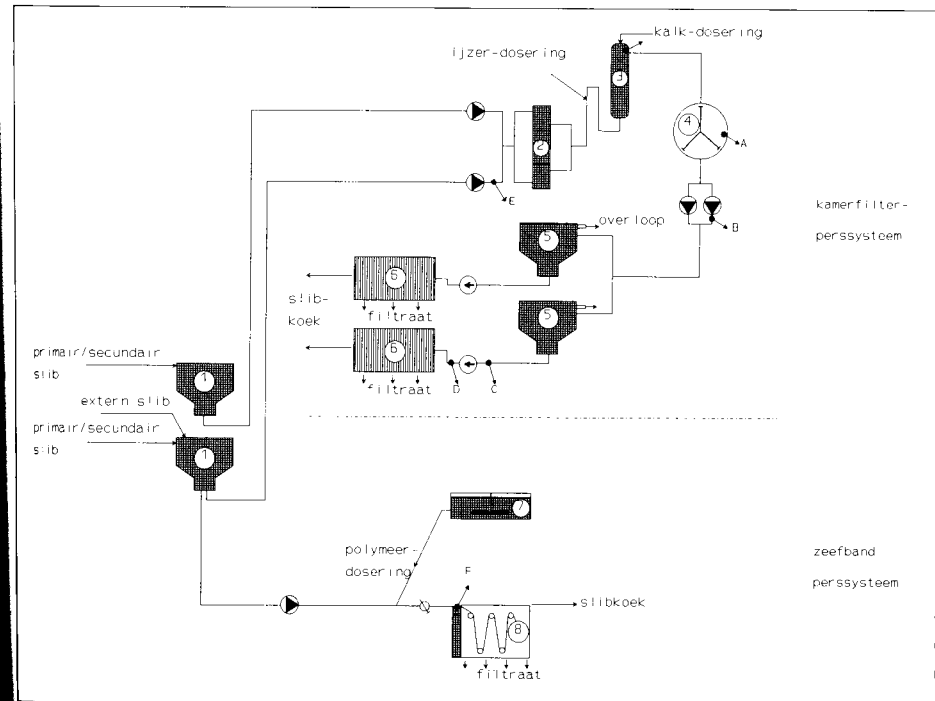 kalk-dosering
ijzer-dosering
3
4
A
2
E
B
kamerfilter-
perssysteem
overloop
5
6
slib-
koek
filtraat
5
6
filtraat
D
C
primair/secundair
slib
1
extern slib
primair/secundair
slib
1
7
polymeer-
dosering
F
zeefband
perssysteem
slibkoek
8
filtraat